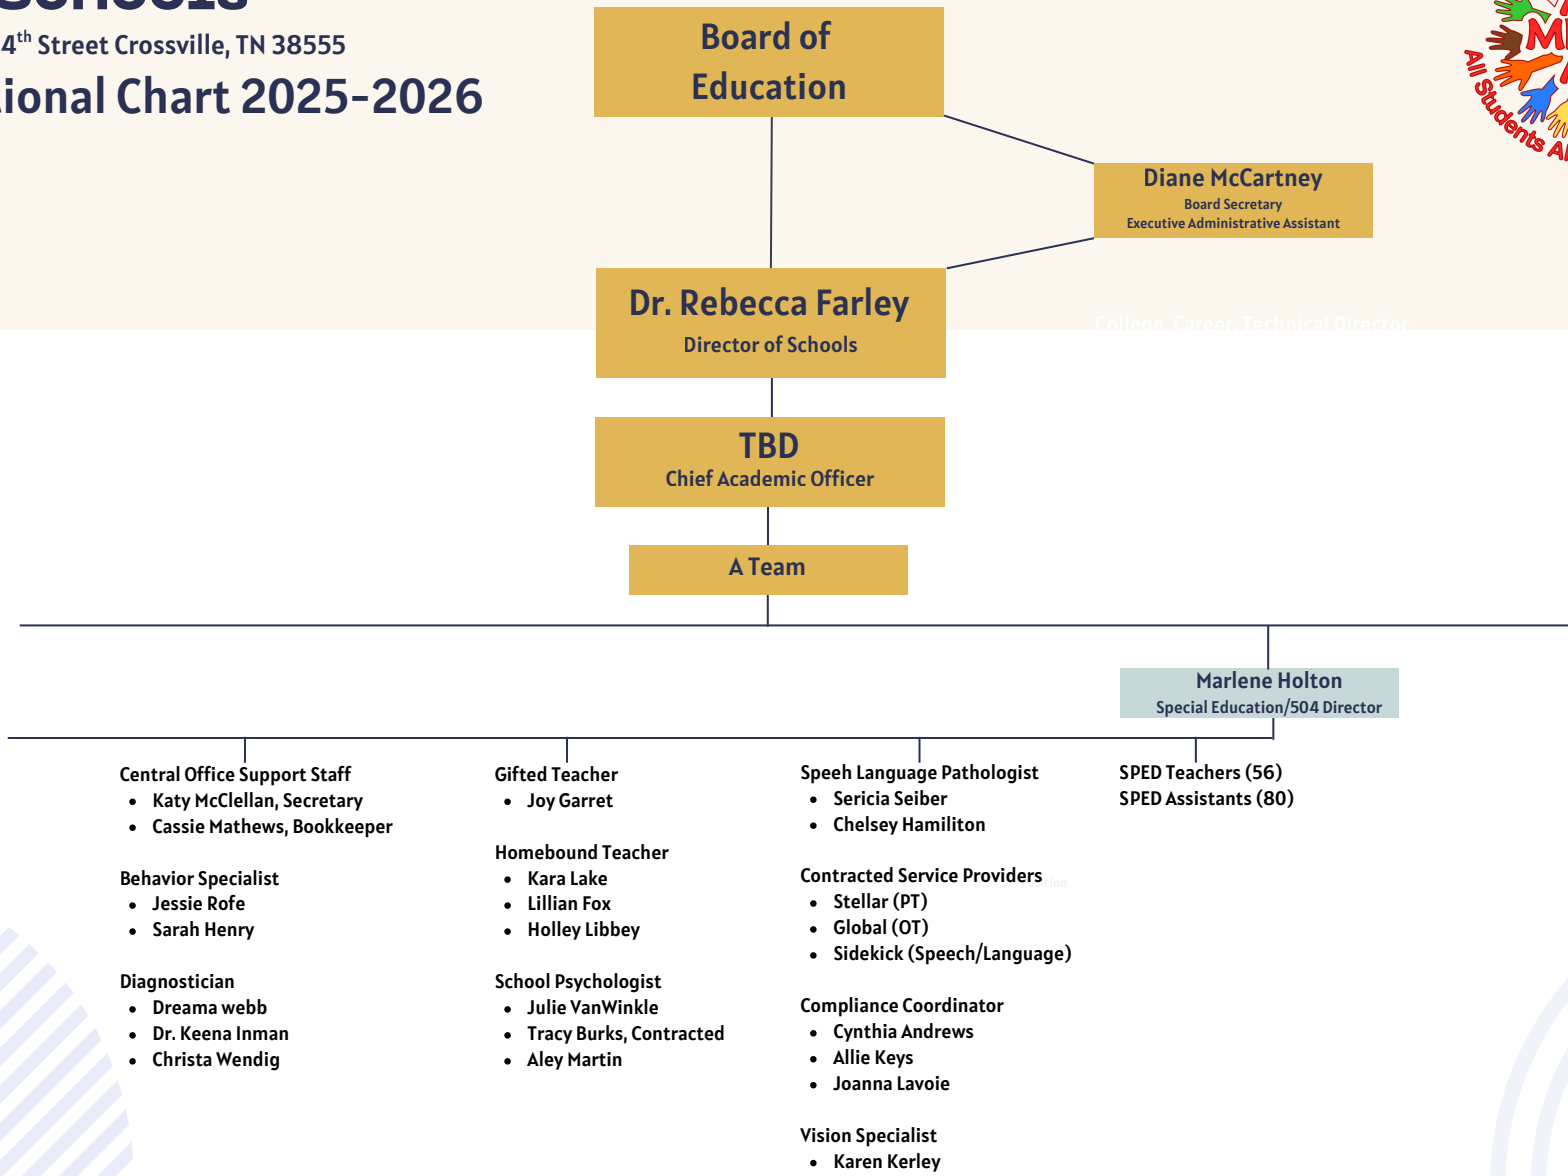 Schools
4th Street Crossville, TN 38555
tional Chart 2025-2026
All Students
Board of
Education
Diane McCartney
Board Secretary
Executive Administrative Assistant
Dr. Rebecca Farley
Director of Schools
College, Career, Technical Director
TBD
Chief Academic Officer
A Team
Marlene Holton
Special Education/504 Director
Central Office Support Staff
Katy McClellan, Secretary
Cassie Mathews, Bookkeeper
Behavior Specialist
Jessie Rofe
Sarah Henry
Diagnostician
Dreama webb
Dr. Keena Inman
Christa Wendig
Gifted Teacher
Joy Garret
Homebound Teacher
Kara Lake
Lillian Fox
Holley Libbey
School Psychologist
Julie VanWinkle
Tracy Burks, Contracted
Aley Martin
Speeh Language Pathologist
Sericia Seiber
Chelsey Hamiliton
Contracted Service Providers
Stellar (PT)
Global (OT)
Sidekick (Speech/Language)
Compliance Coordinator
Cynthia Andrews
Allie Keys
Joanna Lavoie
Vision Specialist
Karen Kerley
SPED Teachers (56)
SPED Assistants (80)